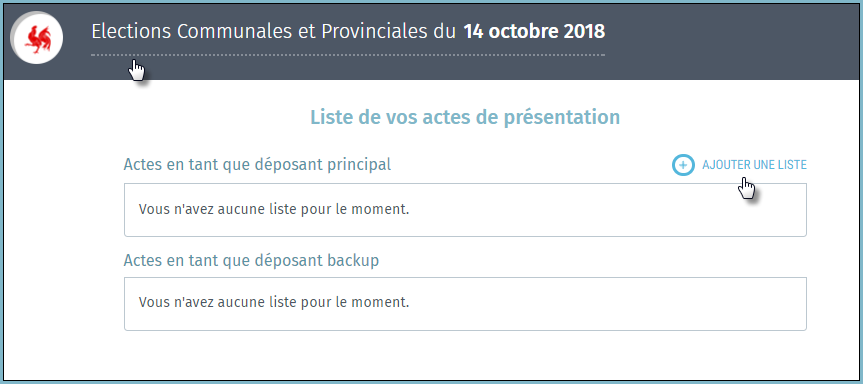 Elections Communales et Provinciales du 14 octobre 2018
Liste de vos actes de présentation
Actes en tant que déposant principal
AJOUTER UNE LISTE
Vous n'avez aucune liste pour le moment.
Actes en tant que déposant backup
Vous n'avez aucune liste pour le moment.